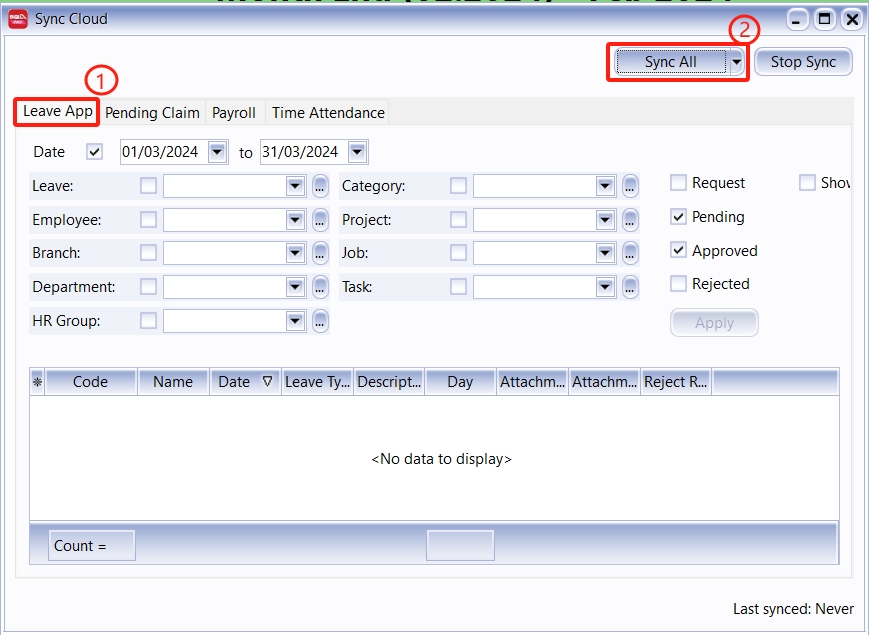 Sync Cloud
2
Sync All
Stop Sync
1
Leave App
Pending Claim
Payroll
Time Attendance
Date
01/03/2024
to
31/03/2024
Leave:
...
Category:
...
Request
Show
Employee:
...
Project:
...
Pending
Branch:
...
Job:
...
Approved
Department:
...
Task:
...
Rejected
HR Group:
...
Apply
Code
Name
Date
Leave Ty...
Descript...
Day
Attachm...
Attachm...
Reject R...
<No data to display>
Count =
Last synced: Never